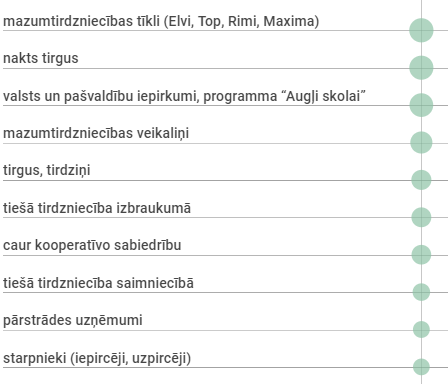 mazumtirdzniecības tīkli (Elvi, Top, Rimi, Maxima)
nakts tirgus
valsts un pašvaldību iepirkumi, programma “Augļi skolai”
mazumtirdzniecības veikaliņi
tirgus, tirdziņi
tiešā tirdzniecība izbraukumā
caur kooperatīvo sabiedrību
tiešā tirdzniecība saimniecībā
pārstrādes uzņēmumi
starpnieki (iepircēji, uzpircēji)